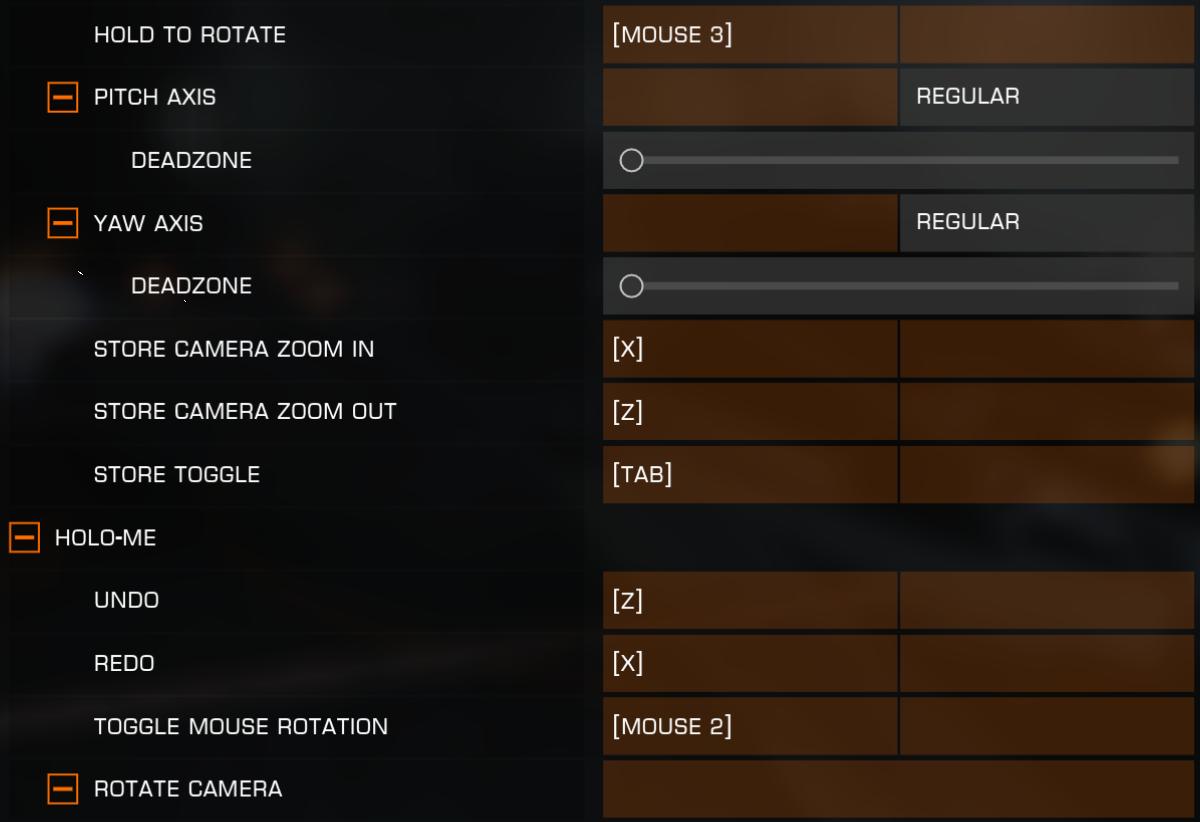 HOLD TO ROTATE [MOUSE 3]
PITCH AXIS REGULAR
DEADZONE
YAW AXIS REGULAR
DEADZONE
STORE CAMERA ZOOM IN [X]
STORE CAMERA ZOOM OUT [Z]
STORE TOGGLE [TAB]
HOLO-ME
UNDO [Z]
REDO [X]
TOGGLE MOUSE ROTATION [MOUSE 2]
ROTATE CAMERA